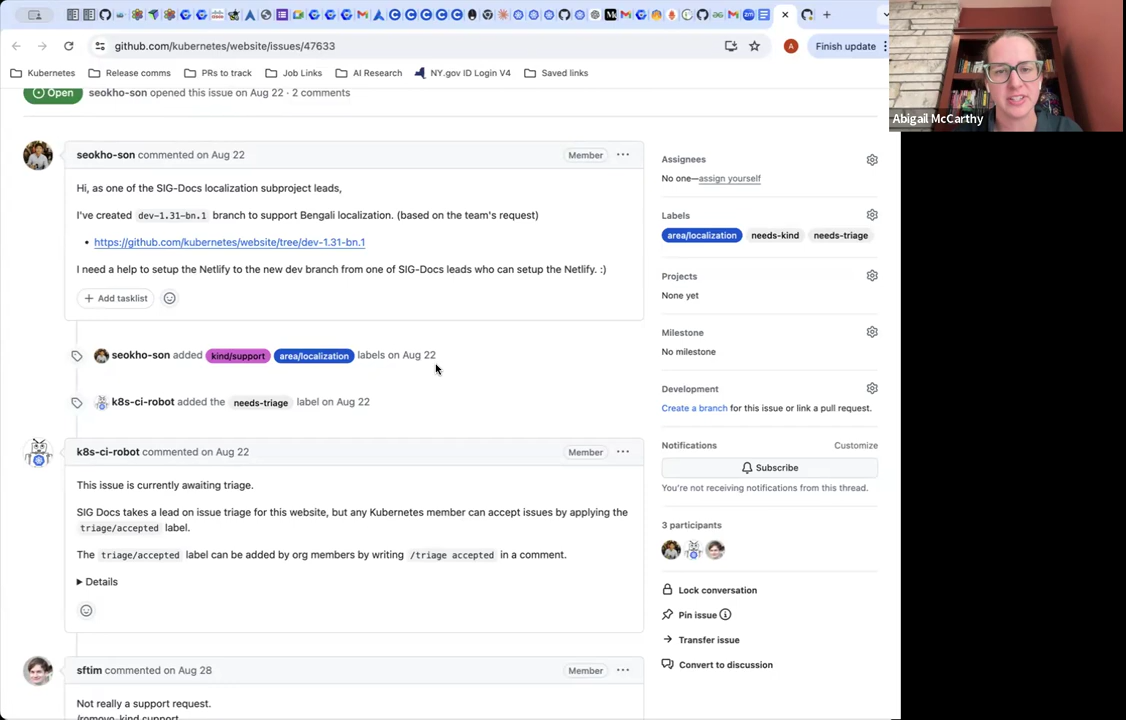 github.com/kubernetes/website/issues/47633
A
Finish update
Kubernetes
Release comms
PRs to track
Job Links
AI Research
NY.gov ID Login V4
Saved links
Abigail McCarthy
Open
seokho-son opened this issue on Aug 22 · 2 comments
seokho-son commented on Aug 22
Member
Hi, as one of the SIG-Docs localization subproject leads,
I've created dev-1.31-bn.1 branch to support Bengali localization. (based on the team's request)
• https://github.com/kubernetes/website/tree/dev-1.31-bn.1
I need a help to setup the Netlify to the new dev branch from one of SIG-Docs leads who can setup the Netlify. :)
Add tasklist
seokho-son added kind/support area/localization labels on Aug 22
k8s-ci-robot added the needs-triage label on Aug 22
k8s-ci-robot commented on Aug 22
Member
This issue is currently awaiting triage.
SIG Docs takes a lead on issue triage for this website, but any Kubernetes member can accept issues by applying the
triage/accepted label.
The triage/accepted label can be added by org members by writing /triage accepted in a comment.
Details
sftim commented on Aug 28
Member
Not really a support request.
/remove-kind support
Assignees
No one—assign yourself
Labels
area/localization needs-kind needs-triage
Projects
None yet
Milestone
No milestone
Development
Create a branch for this issue or link a pull request.
Notifications
Customize
Subscribe
You're not receiving notifications from this thread.
3 participants
Lock conversation
Pin issue
Transfer issue
Convert to discussion